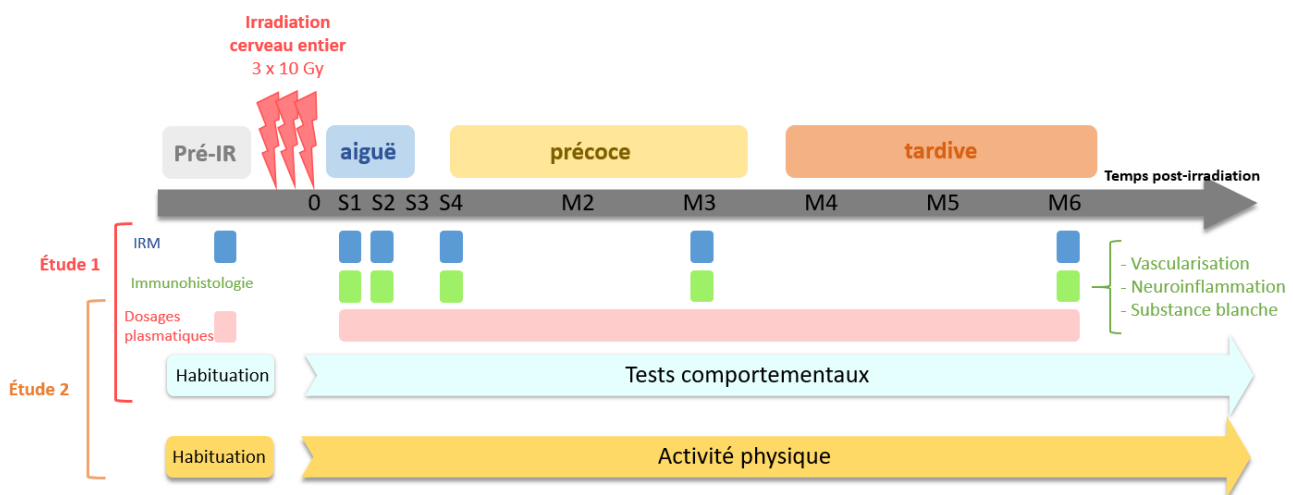 Irradiation
cerveau entier
3 x 10 Gy
Pré-IR
aiguë
précoce
tardive
Temps post-irradiation
0 S1 S2 S3 S4 M2 M3 M4 M5 M6
Étude 1
IRM
Immunohistologie
- Vascularisation
- Neuroinflammation
- Substance blanche
Dosages
plasmatiques
Étude 2
Habituation
Tests comportementaux
Habituation
Activité physique